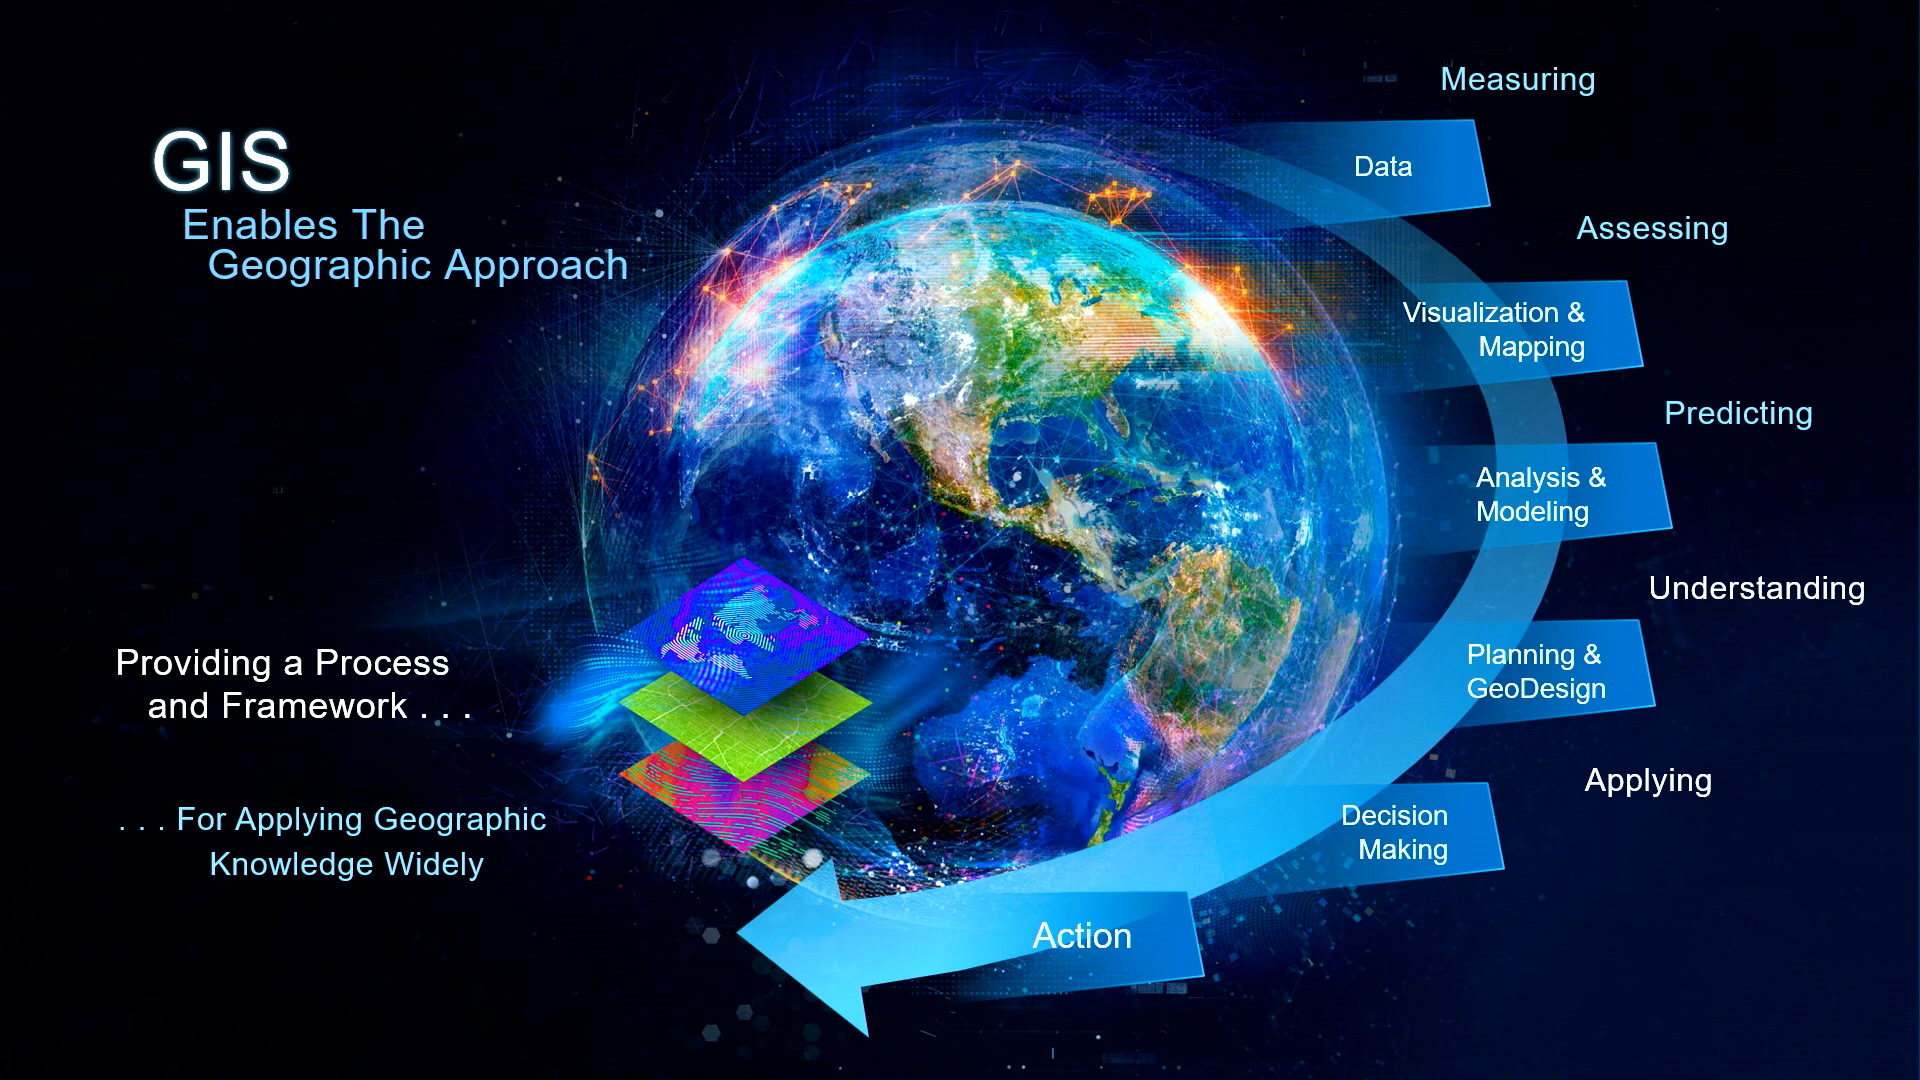 GIS
Enables The
Geographic Approach
Providing a Process
and Framework . . .
. . . For Applying Geographic
Knowledge Widely
Measuring
Data
Assessing
Visualization &
Mapping
Predicting
Analysis &
Modeling
Understanding
Planning &
GeoDesign
Applying
Decision
Making
Action